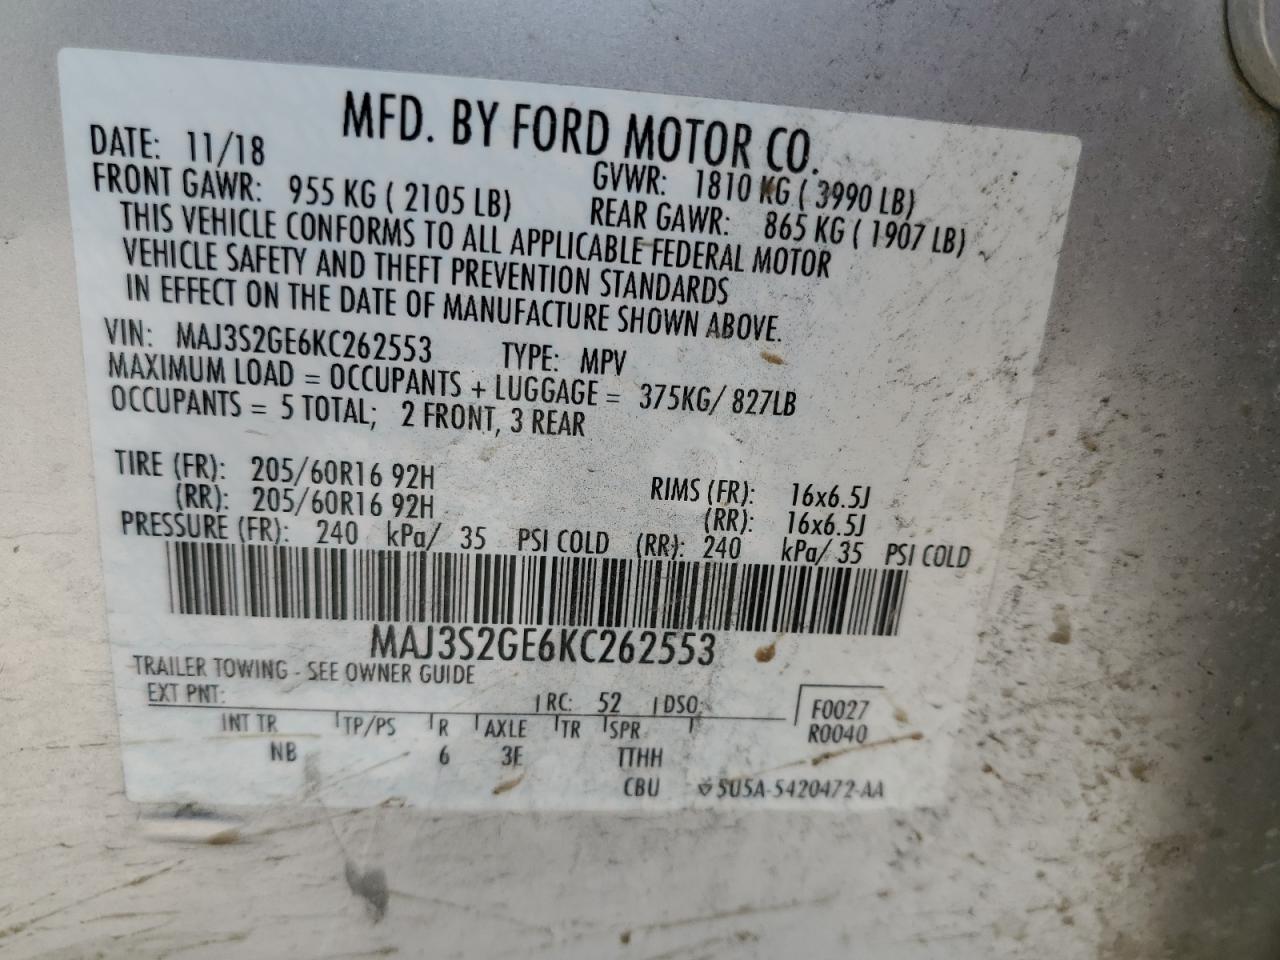 MFD. BY FORD MOTOR CO.
DATE: 11/18 GVWR: 1810 KG ( 3990 LB)
FRONT GAWR: 955 KG ( 2105 LB) REAR GAWR: 865 KG ( 1907 LB)
THIS VEHICLE CONFORMS TO ALL APPLICABLE FEDERAL MOTOR
VEHICLE SAFETY AND THEFT PREVENTION STANDARDS
IN EFFECT ON THE DATE OF MANUFACTURE SHOWN ABOVE.
VIN: MAJ3S2GE6KC262553 TYPE: MPV
MAXIMUM LOAD = OCCUPANTS + LUGGAGE = 375KG/ 827LB
OCCUPANTS = 5 TOTAL; 2 FRONT, 3 REAR
TIRE (FR): 205/60R16 92H RIMS (FR): 16x6.5J
(RR): 205/60R16 92H (RR): 16x6.5J
PRESSURE (FR): 240 kPa/ 35 PSI COLD (RR): 240 kPa/ 35 PSI COLD
MAJ3S2GE6KC262553
TRAILER TOWING - SEE OWNER GUIDE
EXT PNT: RC: 52 DSO: F0027
INT TR TP/PS R AXLE TR SPR R0040
NB 6 3F TTHH
CBU 5U5A-5420472-AA